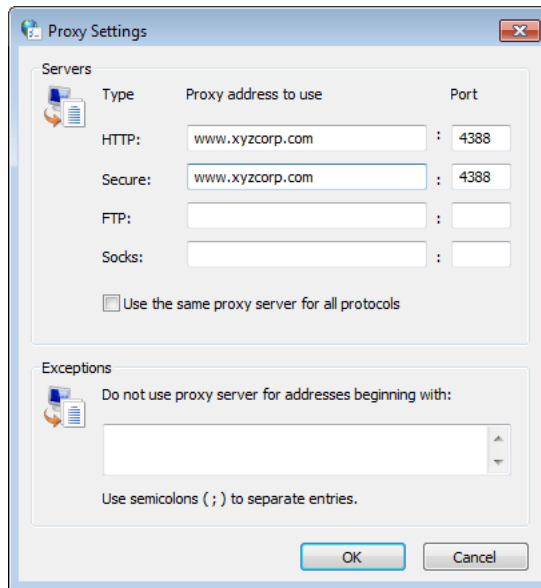 Proxy Settings
Servers
Type Proxy address to use Port
HTTP: www.xyzcorp.com : 4388
Secure: www.xyzcorp.com : 4388
FTP: :
Socks: :
Use the same proxy server for all protocols
Exceptions
Do not use proxy server for addresses beginning with:
Use semicolons ( ; ) to separate entries.
OK Cancel